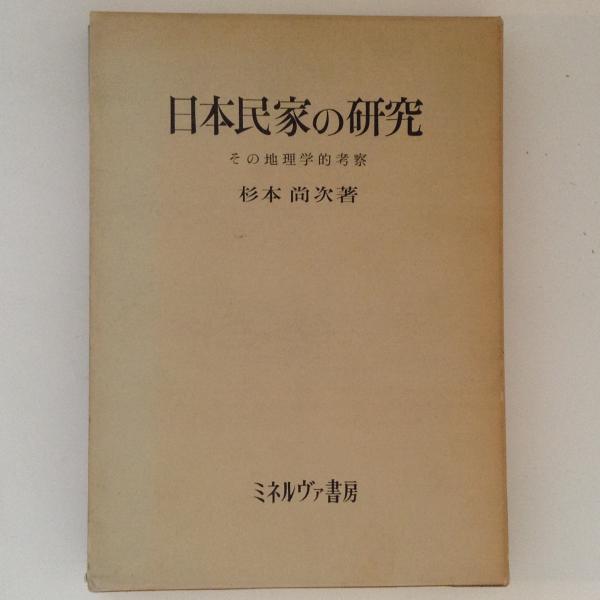 日本民家の研究
その地理学的考察
杉本尚次著
ミネルヴァ書房